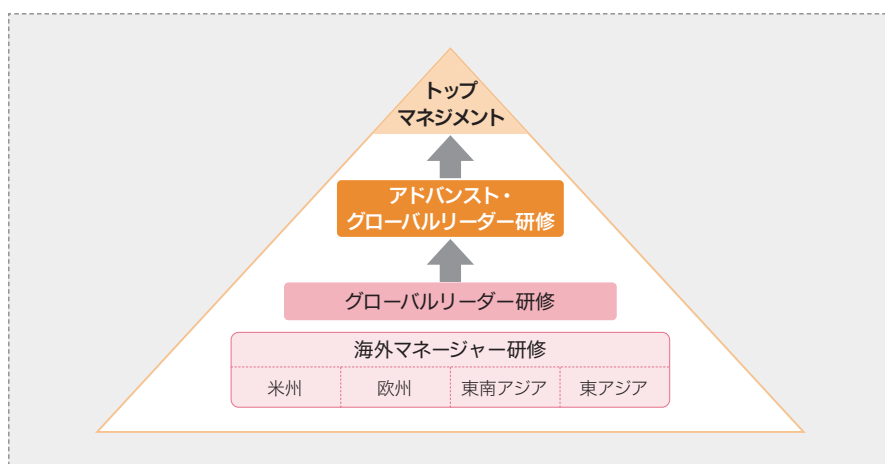 トップ
マネジメント
アドバンスト・
グローバルリーダー研修
グローバルリーダー研修
海外マネージャー研修
米州 欧州 東南アジア 東アジア